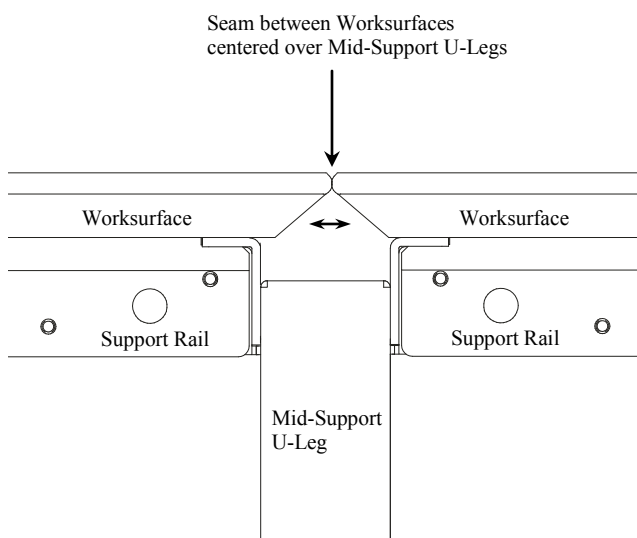 Seam between Worksurfaces
centered over Mid-Support U-Legs
Worksurface
Worksurface
Support Rail
Support Rail
Mid-Support
U-Leg